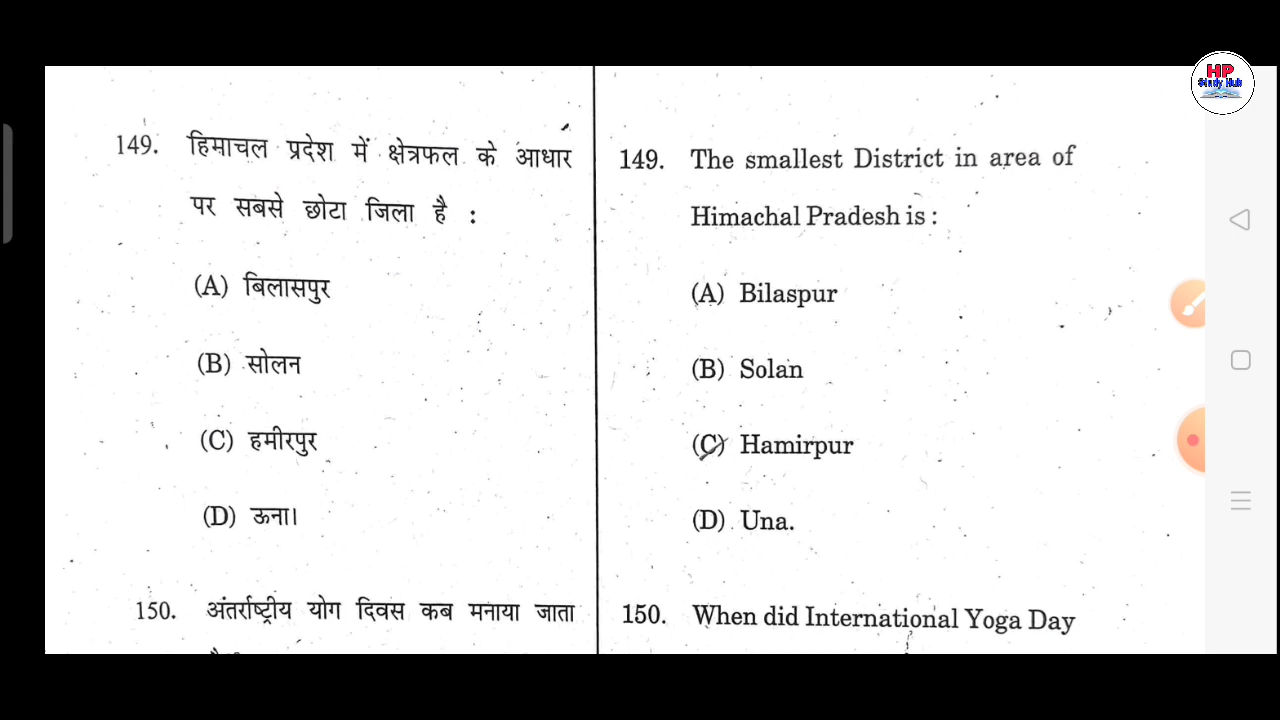 HP
Study Hub
149. हिमाचल प्रदेश में क्षेत्रफल के आधार
पर सबसे छोटा जिला है :
(A) बिलासपुर
(B) सोलन
(C) हमीरपुर
(D) ऊना।
150. अंतर्राष्ट्रीय योग दिवस कब मनाया जाता
149. The smallest District in area of
Himachal Pradesh is :
(A) Bilaspur
(B) Solan
(C) Hamirpur
(D) Una.
150. When did International Yoga Day